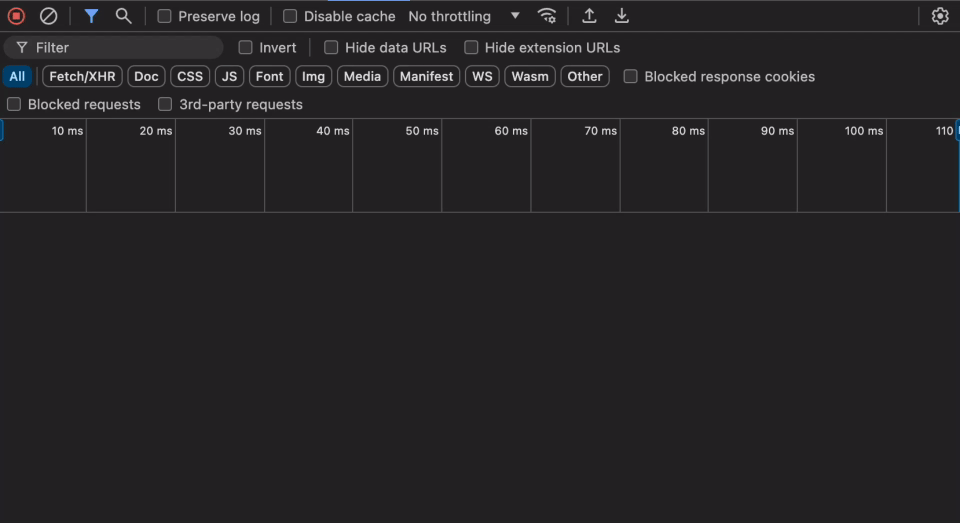 Preserve log Disable cache No throttling
Filter Invert Hide data URLs Hide extension URLs
All Fetch/XHR Doc CSS JS Font Img Media Manifest WS Wasm Other Blocked response cookies
Blocked requests 3rd-party requests
10 ms 20 ms 30 ms 40 ms 50 ms 60 ms 70 ms 80 ms 90 ms 100 ms 110